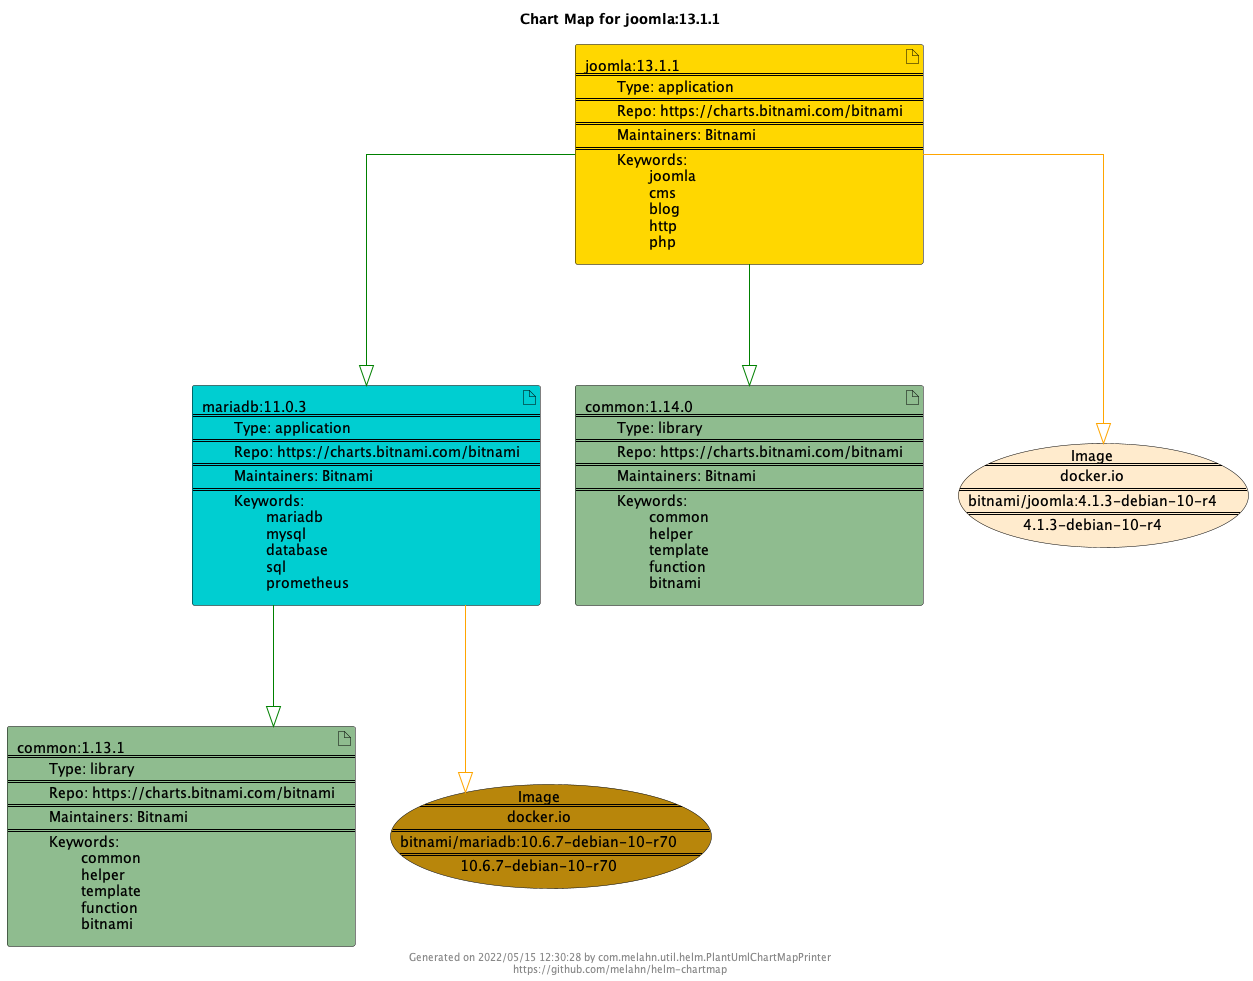 Chart Map for joomla:13.1.1
joomla:13.1.1
Type: application
Repo: https://charts.bitnami.com/bitnami
Maintainers: Bitnami
Keywords:
joomla
cms
blog
http
php
mariadb:11.0.3
Type: application
Repo: https://charts.bitnami.com/bitnami
Maintainers: Bitnami
Keywords:
mariadb
mysql
database
sql
prometheus
common:1.14.0
Type: library
Repo: https://charts.bitnami.com/bitnami
Maintainers: Bitnami
Keywords:
common
helper
template
function
bitnami
Image
docker.io
bitnami/joomla:4.1.3-debian-10-r4
4.1.3-debian-10-r4
common:1.13.1
Type: library
Repo: https://charts.bitnami.com/bitnami
Maintainers: Bitnami
Keywords:
common
helper
template
function
bitnami
Image
docker.io
bitnami/mariadb:10.6.7-debian-10-r70
10.6.7-debian-10-r70
Generated on 2022/05/15 12:30:28 by com.melahn.util.helm.PlantUmlChartMapPrinter
https://github.com/melahn/helm-chartmap